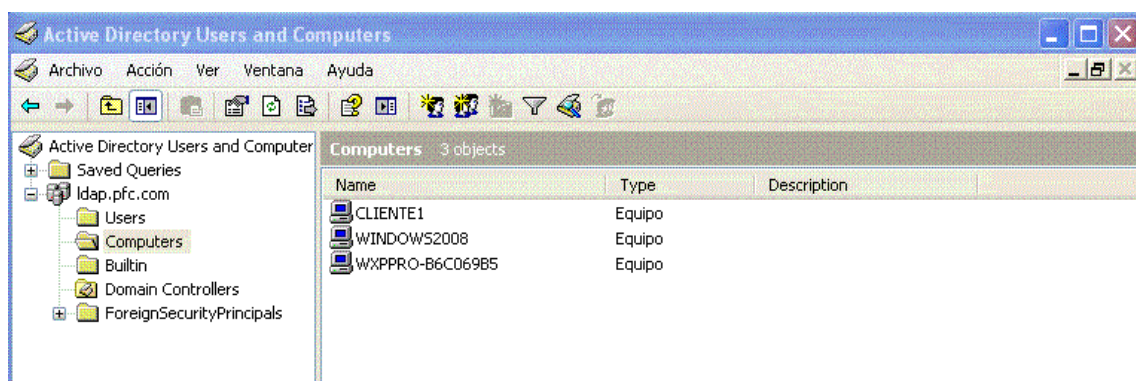 Active Directory Users and Computers
Archivo Acción Ver Ventana Ayuda
Active Directory Users and Computer
Saved Queries
ldap.pfc.com
Users
Computers
Builtin
Domain Controllers
ForeignSecurityPrincipals
Computers 3 objects
Name Type Description
CLIENTE1 Equipo
WINDOWS2008 Equipo
WXPPRO-B6C069B5 Equipo